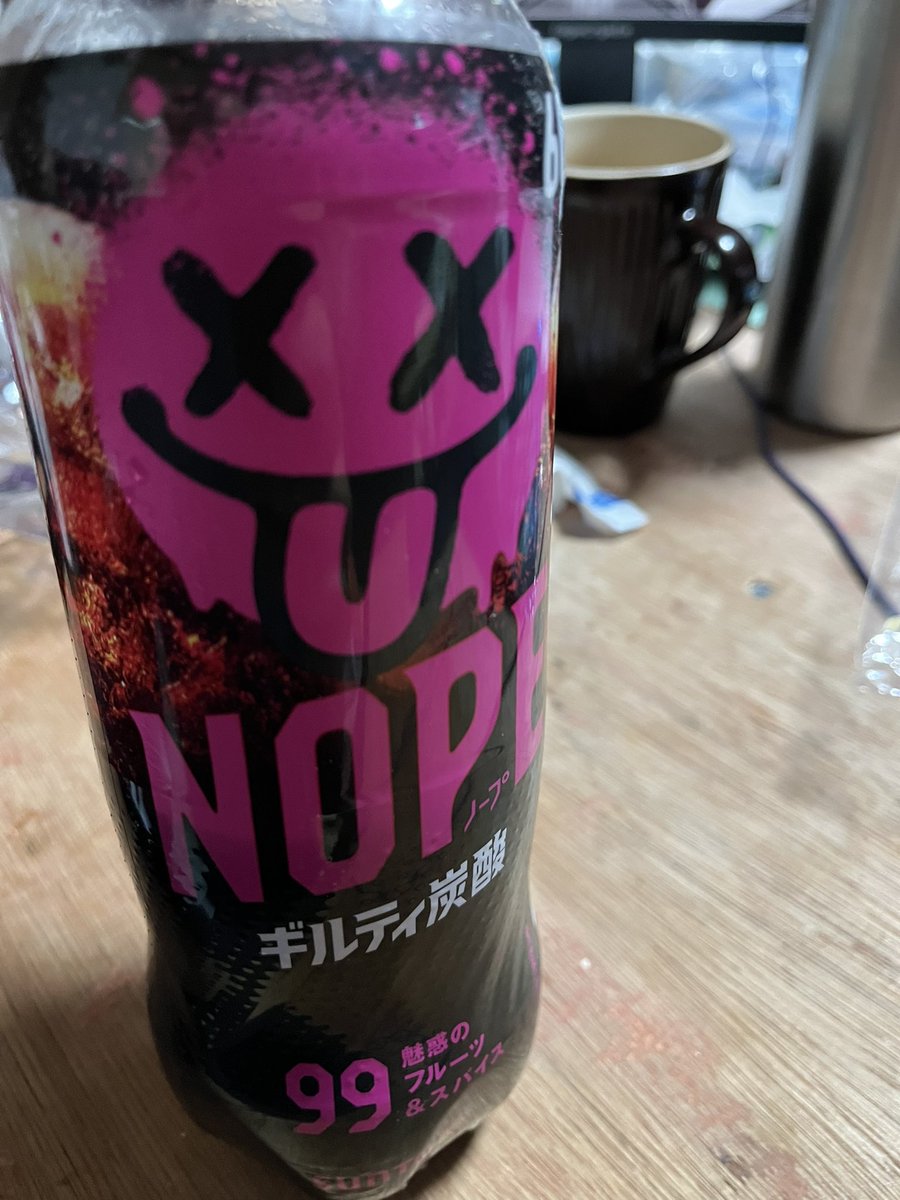 NOPE
ノープ
ギルティ炭酸
99
魅惑の
フルーツ
&スパイス